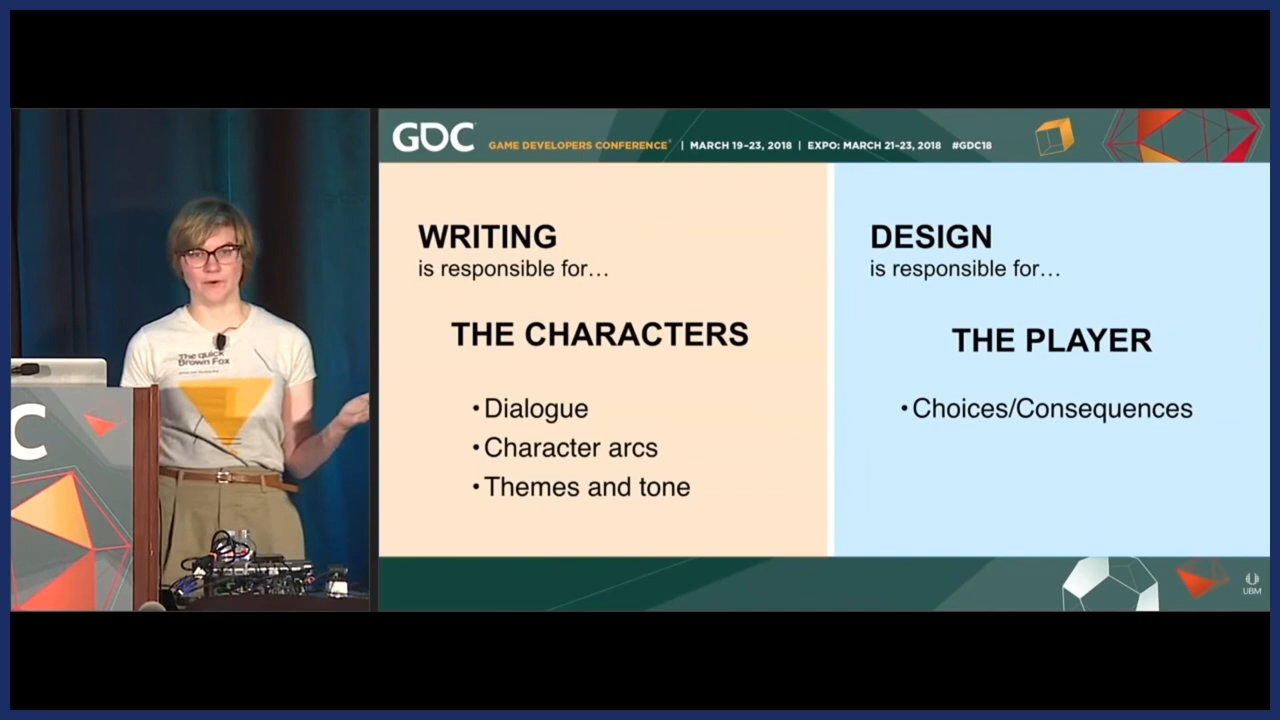 GDC
GAME DEVELOPERS CONFERENCE® | MARCH 19–23, 2018 | EXPO: MARCH 21–23, 2018 #GDC18
WRITING
is responsible for…
THE CHARACTERS
•Dialogue
•Character arcs
•Themes and tone
DESIGN
is responsible for…
THE PLAYER
•Choices/Consequences
The quick
Brown Fox
C
UBM